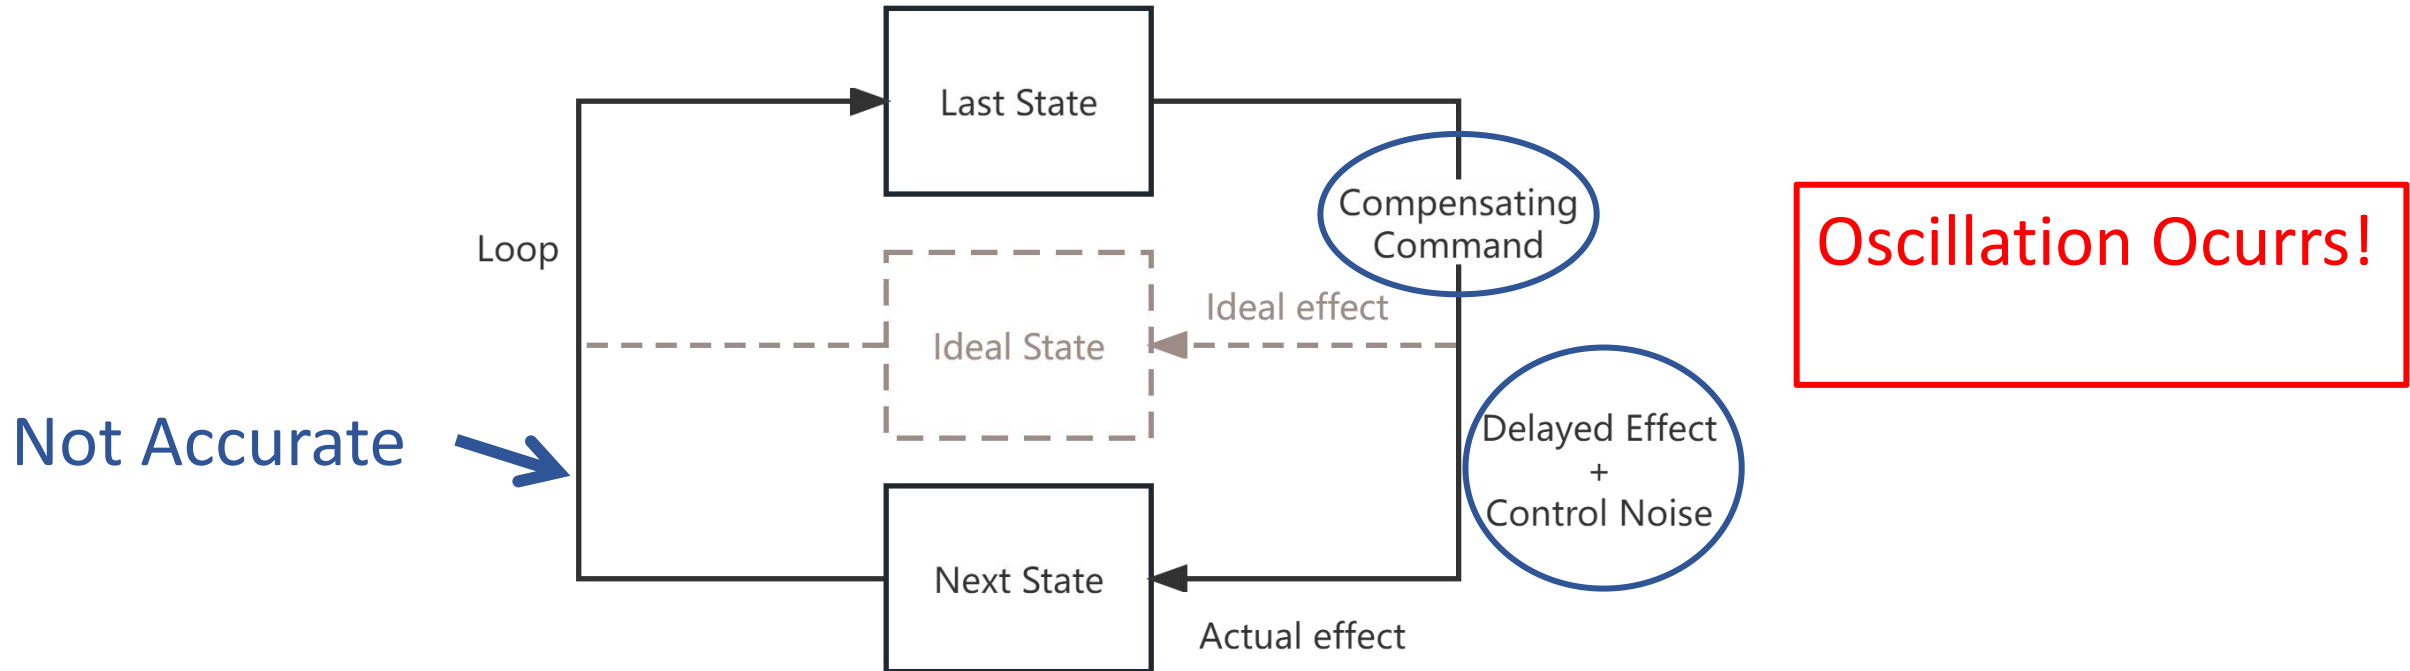 Last State
Compensating
Command
Oscillation Ocurrs!
Loop
Ideal effect
Ideal State
Not Accurate
Delayed Effect
+
Control Noise
Next State
Actual effect